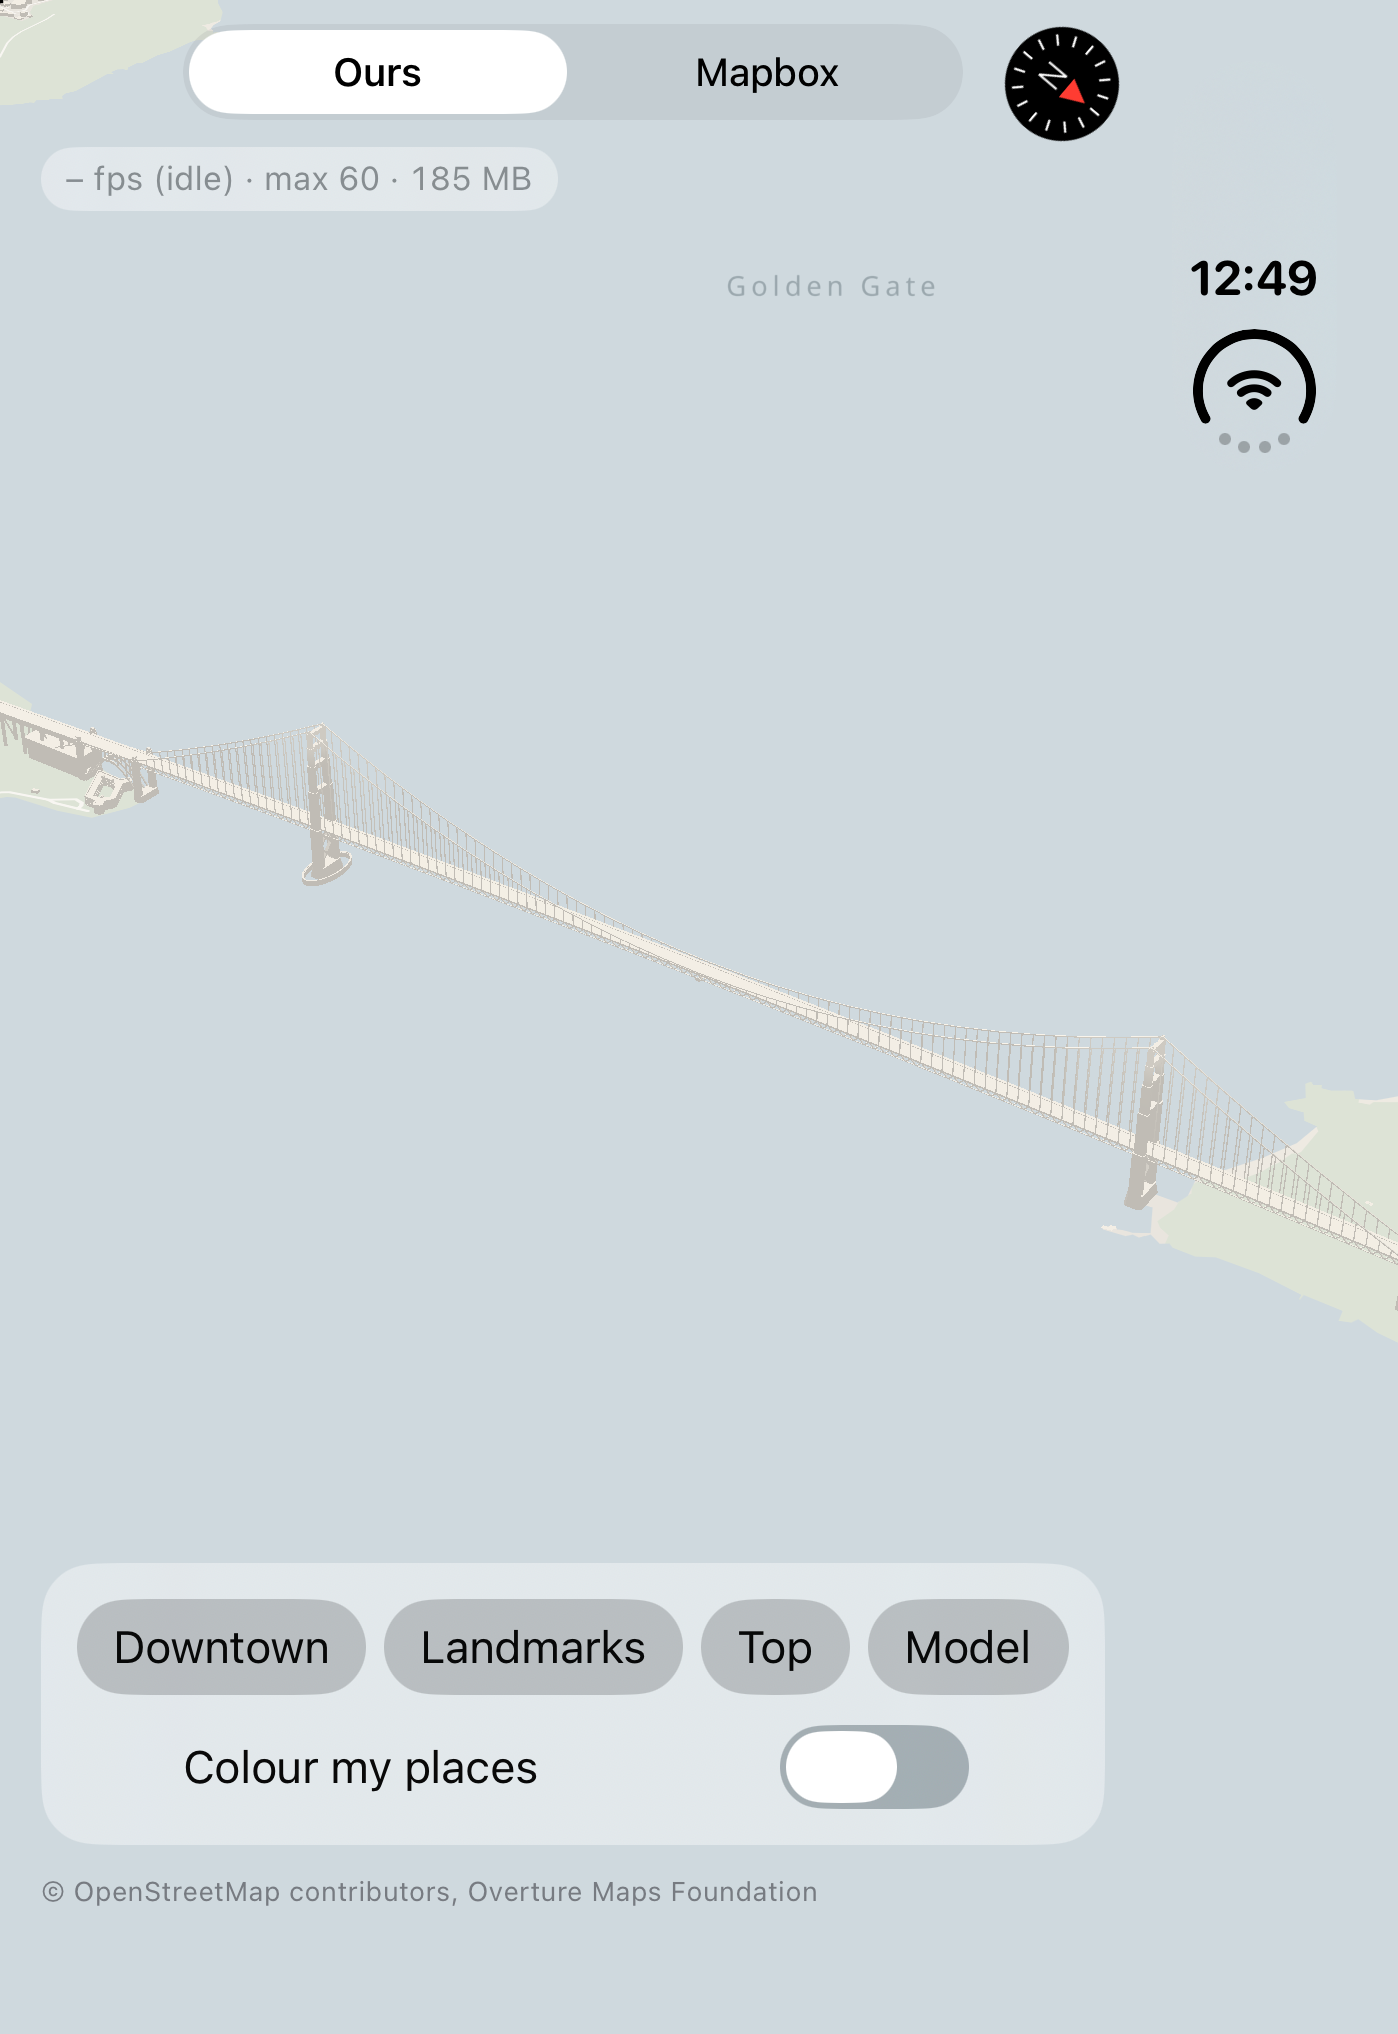 Ours
Mapbox
N
– fps (idle) · max 60 · 185 MB
Golden Gate
12:49
Downtown
Landmarks
Top
Model
Colour my places
© OpenStreetMap contributors, Overture Maps Foundation